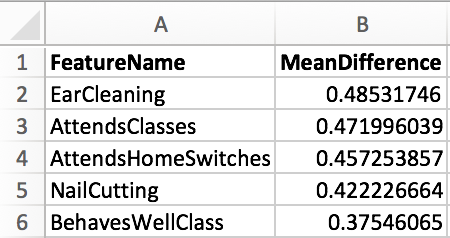 A B
1 FeatureName MeanDifference
2 EarCleaning 0.48531746
3 AttendsClasses 0.471996039
4 AttendsHomeSwitches 0.457253857
5 NailCutting 0.422226664
6 BehavesWellClass 0.37546065